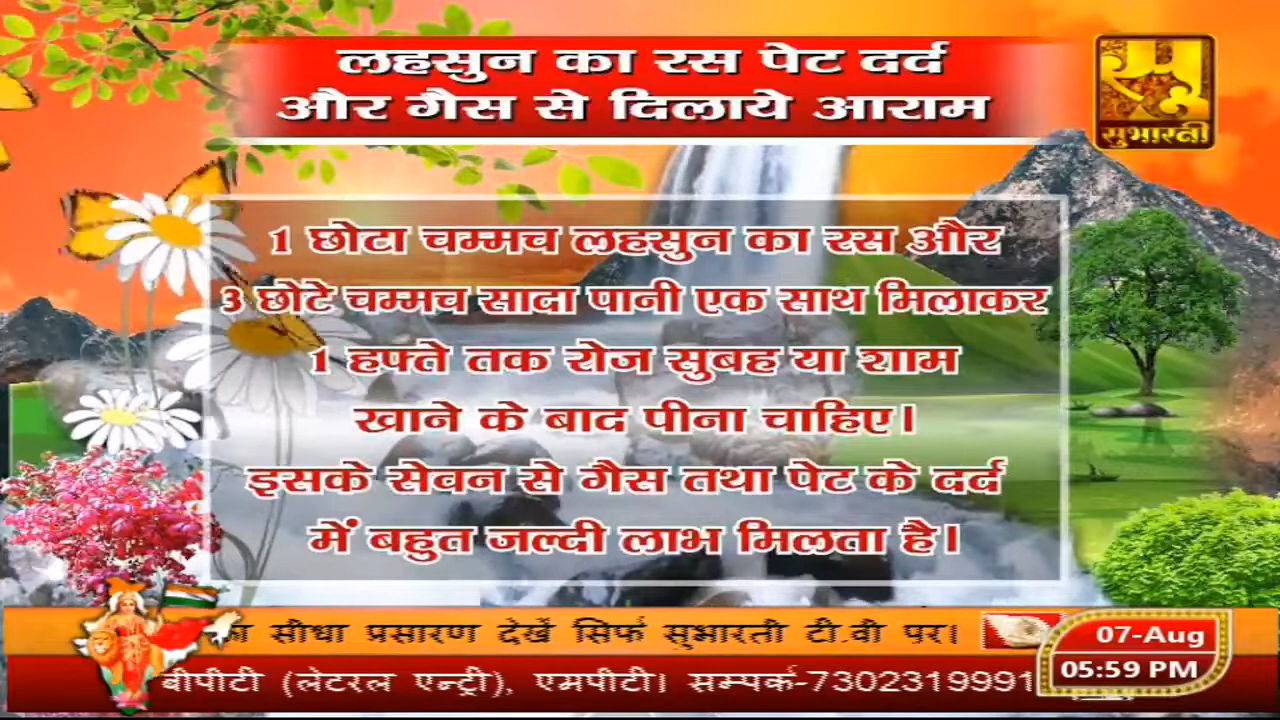 लहसुन का रस पेट दर्द
और गैस से दिलाये आराम
सुभारती
1 छोटा चम्मच लहसुन का रस और
3 छोटे चम्मच सादा पानी एक साथ मिलाकर
1 हफ्ते तक रोज सुबह या शाम
खाने के बाद पीना चाहिए।
इसके सेवन से गैस तथा पेट के दर्द
में बहुत जल्दी लाभ मिलता है।
सीधा प्रसारण देखें सिर्फ सुभारती टी.वी पर।
07-Aug
बीपीटी (लेटरल एन्ट्री), एमपीटी। सम्पर्क-7302319991
05:59 PM